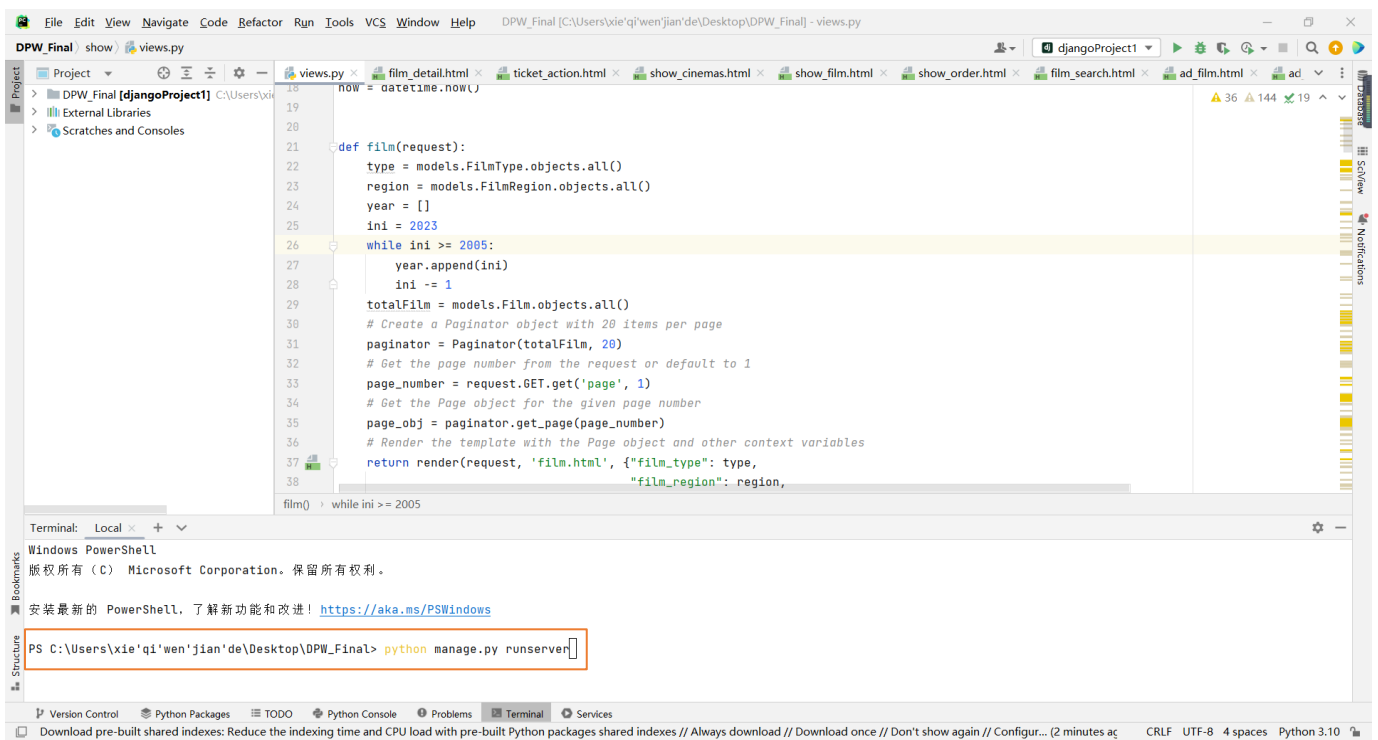 PC File Edit View Navigate Code Refactor Run Tools VCS Window Help DPW_Final [C:\Users\xie'qi'wen'jian'de\Desktop\DPW_Final] - views.py
DPW_Final show views.py djangoProject1
Project views.py film_detail.html ticket_action.html show_cinemas.html show_film.html show_order.html film_search.html ad_film.html ad
Project
DPW_Final [djangoProject1] C:\Users\xie
External Libraries
Scratches and Consoles
36 144 19
18 now = datetime.now()
19
20
21 def film(request):
22 type = models.FilmType.objects.all()
23 region = models.FilmRegion.objects.all()
24 year = []
25 ini = 2023
26 while ini >= 2005:
27 year.append(ini)
28 ini -= 1
29 totalFilm = models.Film.objects.all()
30 # Create a Paginator object with 20 items per page
31 paginator = Paginator(totalFilm, 20)
32 # Get the page number from the request or default to 1
33 page_number = request.GET.get('page', 1)
34 # Get the Page object for the given page number
35 page_obj = paginator.get_page(page_number)
36 # Render the template with the Page object and other context variables
37 return render(request, 'film.html', {"film_type": type,
38 "film_region": region,
film() while ini >= 2005
Database
SciView
Notifications
Terminal: Local
Windows PowerShell
版权所有 (C) Microsoft Corporation。保留所有权利。
安装最新的 PowerShell,了解新功能和改进!https://aka.ms/PSWindows
PS C:\Users\xie'qi'wen'jian'de\Desktop\DPW_Final> python manage.py runserver
Bookmarks
Structure
Version Control Python Packages TODO Python Console Problems Terminal Services
Download pre-built shared indexes: Reduce the indexing time and CPU load with pre-built Python packages shared indexes // Always download // Download once // Don't show again // Configur... (2 minutes ag CRLF UTF-8 4 spaces Python 3.10